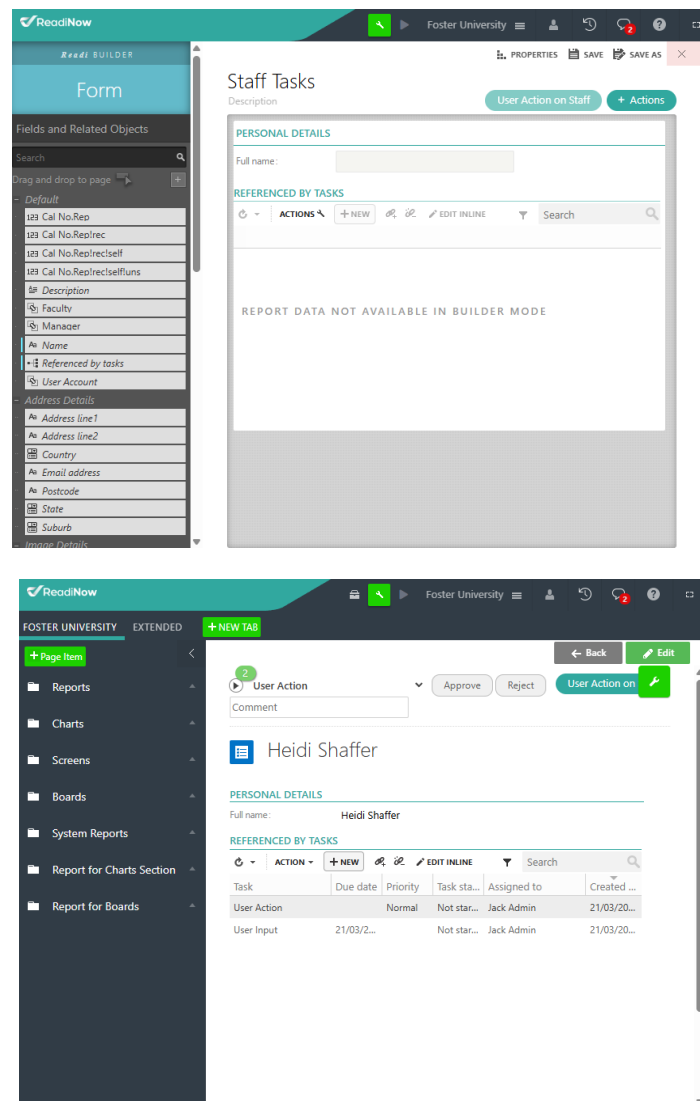 ReadiNow
Foster University
2
Readi BUILDER
PROPERTIES SAVE SAVE AS
Form
Staff Tasks
Description
User Action on Staff + Actions
Fields and Related Objects
Search
Drag and drop to page
Default
123 Cal No.Rep
123 Cal No.Rep!rec
123 Cal No.Rep!rec!self
123 Cal No.Rep!rec!self!uns
Description
Faculty
Manager
Aa Name
Referenced by tasks
User Account
Address Details
Aa Address line1
Aa Address line2
Country
Aa Email address
Aa Postcode
State
Suburb
Image Details
PERSONAL DETAILS
Full name:
REFERENCED BY TASKS
ACTIONS + NEW EDIT INLINE Search
REPORT DATA NOT AVAILABLE IN BUILDER MODE
ReadiNow
Foster University
2
FOSTER UNIVERSITY EXTENDED + NEW TAB
+ Page Item
Reports
Charts
Screens
Boards
System Reports
Report for Charts Section
Report for Boards
Back Edit
2
User Action Approve Reject User Action on
Comment
Heidi Shaffer
PERSONAL DETAILS
Full name: Heidi Shaffer
REFERENCED BY TASKS
ACTION + NEW EDIT INLINE Search
Task Due date Priority Task sta... Assigned to Created ...
User Action Normal Not star... Jack Admin 21/03/20...
User Input 21/03/2... Not star... Jack Admin 21/03/20...